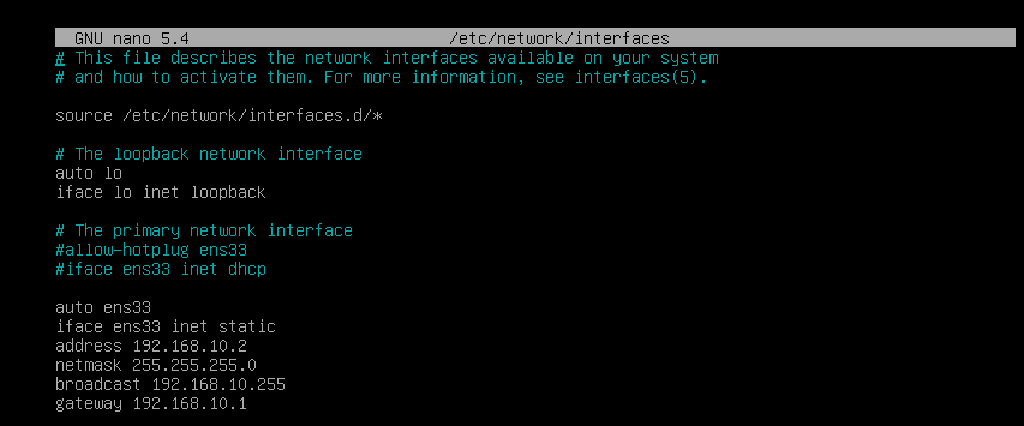 GNU nano 5.4 /etc/network/interfaces
# This file describes the network interfaces available on your system
# and how to activate them. For more information, see interfaces(5).
source /etc/network/interfaces.d/*
# The loopback network interface
auto lo
iface lo inet loopback
# The primary network interface
#allow-hotplug ens33
#iface ens33 inet dhcp
auto ens33
iface ens33 inet static
address 192.168.10.2
netmask 255.255.255.0
broadcast 192.168.10.255
gateway 192.168.10.1